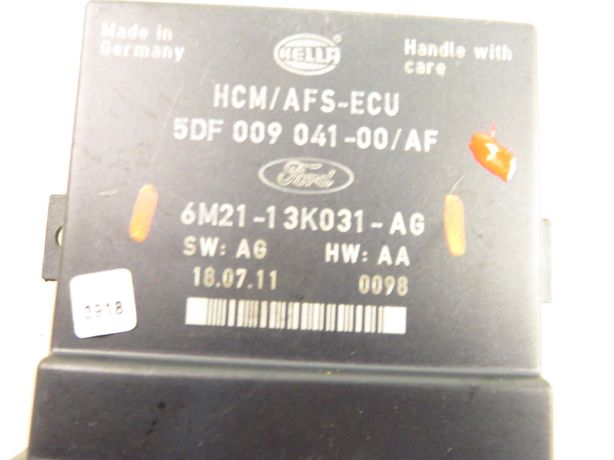 Made in
Germany
HELLA
Handle with
care
HCM/AFS-ECU
5DF 009 041-00/AF
Ford
6M21-13K031-AG
SW: AG HW: AA
18.07.11 0098
0918